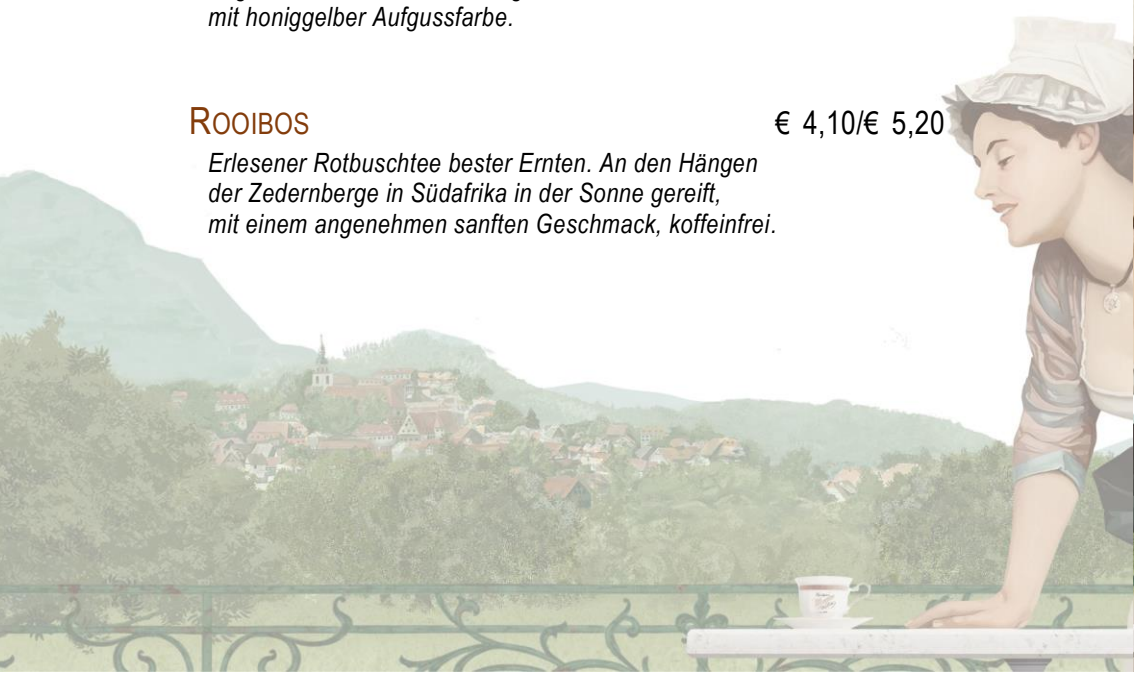 mit honiggelber Aufgussfarbe.
ROOIBOS € 4,10/€ 5,20
Erlesener Rotbuschtee bester Ernten. An den Hängen
der Zedernberge in Südafrika in der Sonne gereift,
mit einem angenehmen sanften Geschmack, koffeinfrei.